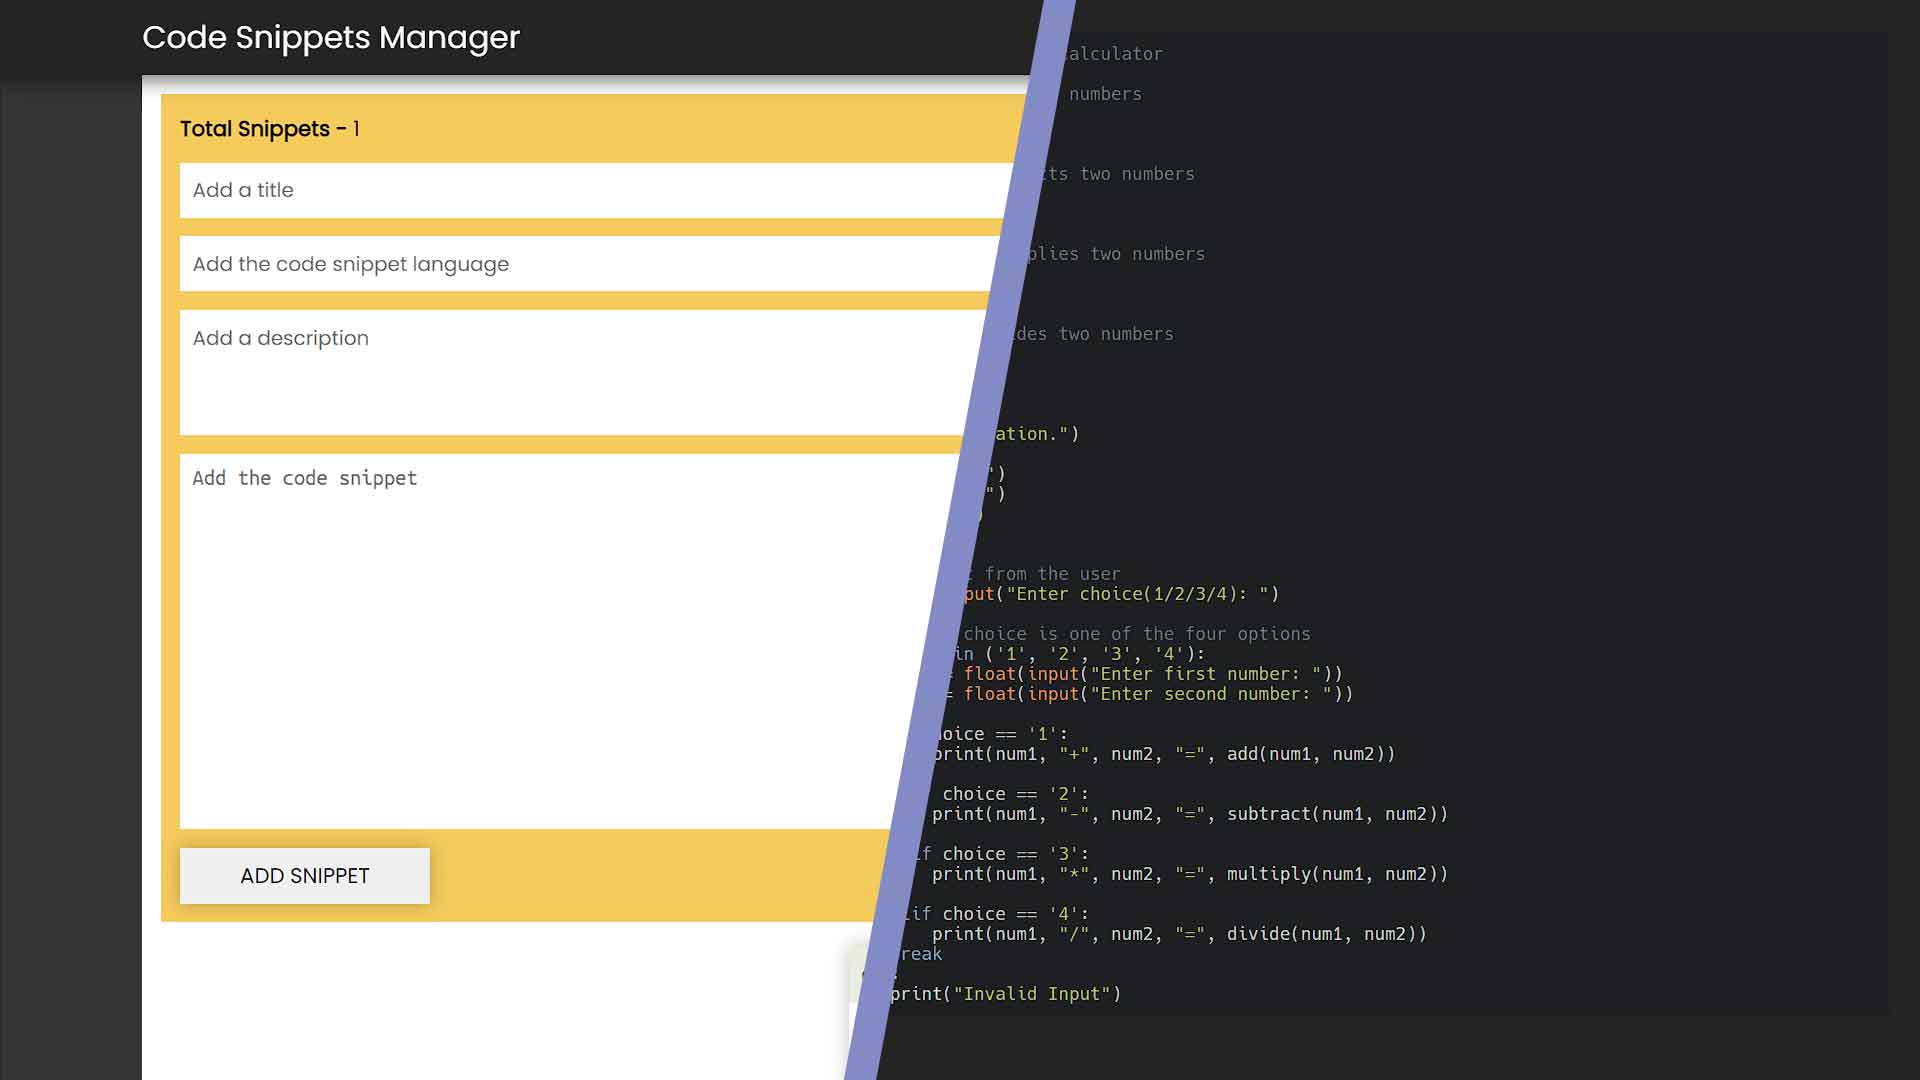 Code Snippets Manager
Total Snippets - 1
Add a title
Add the code snippet language
Add a description
Add the code snippet
ADD SNIPPET
alculator
numbers
cts two numbers
plies two numbers
des two numbers
ation.")
")
")
)
from the user
put("Enter choice(1/2/3/4): ")
choice is one of the four options
in ('1', '2', '3', '4'):
= float(input("Enter first number: "))
= float(input("Enter second number: "))
hoice == '1':
print(num1, "+", num2, "=", add(num1, num2))
choice == '2':
print(num1, "-", num2, "=", subtract(num1, num2))
if choice == '3':
print(num1, "*", num2, "=", multiply(num1, num2))
lif choice == '4':
print(num1, "/", num2, "=", divide(num1, num2))
reak
:
print("Invalid Input")